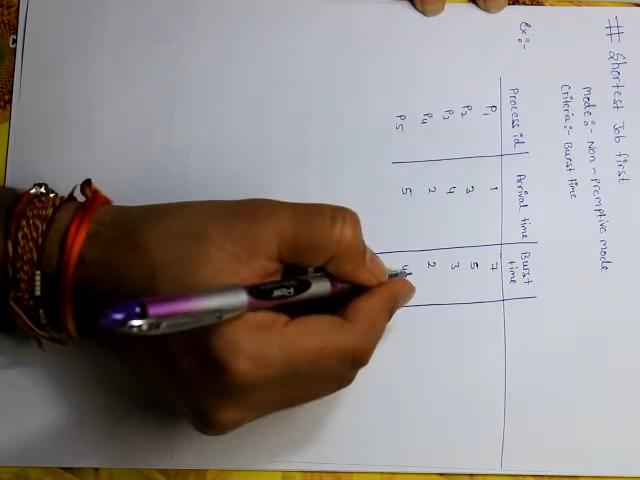 # Shortest Job first
Mode :- Non-Premptive mode
Criteria :- Burst time
Ex :-
Process id Arrival time Burst time
P1 1 7
P2 3 5
P3 4 3
P4 2 2
P5 5